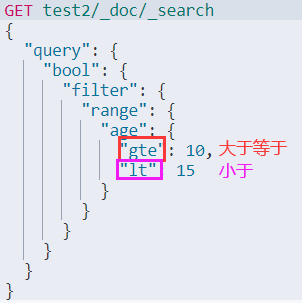 GET test2/_doc/_search
{
"query": {
"bool": {
"filter": {
"range": {
"age": {
"gte": 10,大于等于
"lt" 15 小于
}
}
}
}
}
}